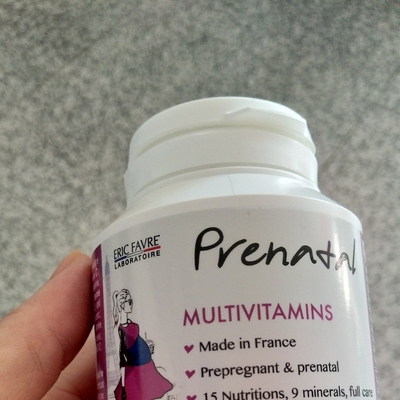 ERIC FAVRE
LABORATOIRE
Prenatal
MULTIVITAMINS
Made in France
Prepregnant & prenatal
15 Nutritions, 9 minerals, full care